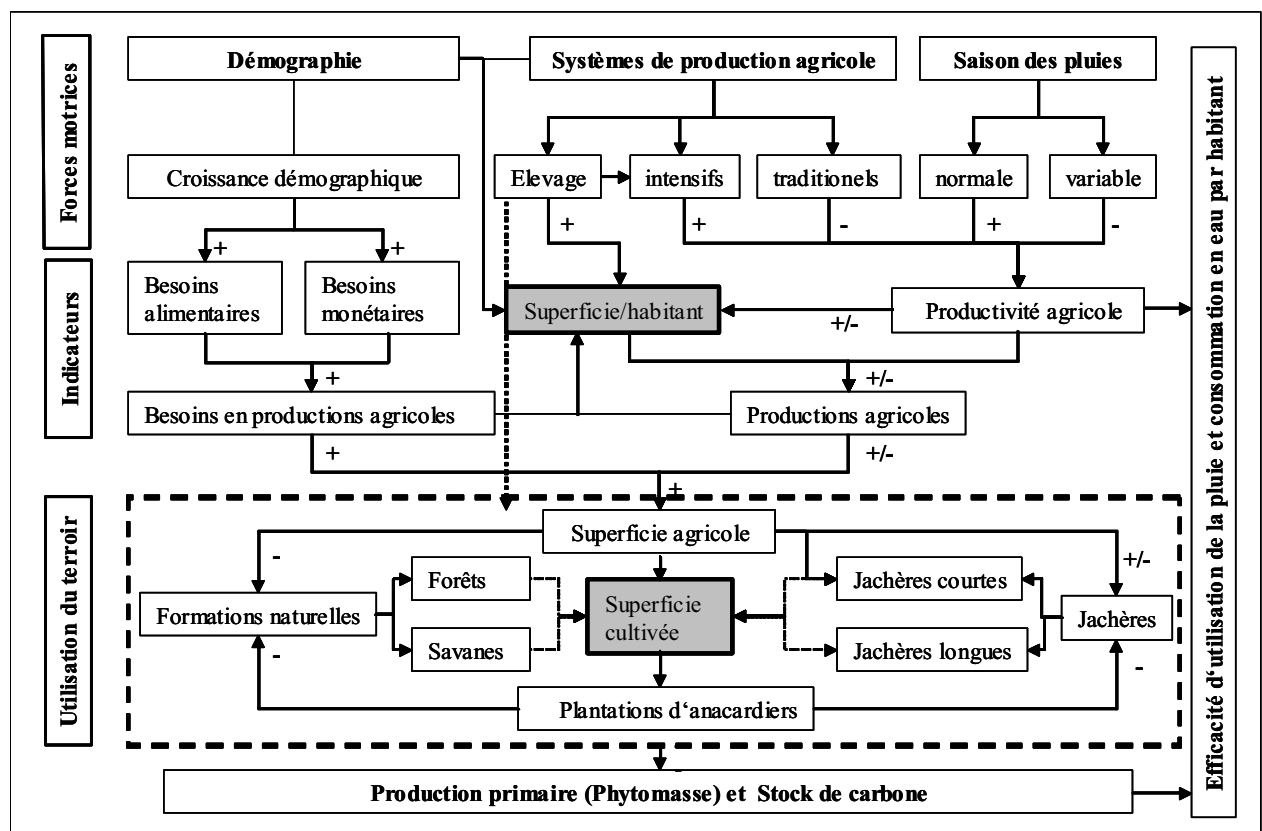 Forces motrices
Démographie
Systèmes de production agricole
Saison des pluies
Croissance démographique
Elevage
intensifs
traditionels
normale
variable
+
+
+
+
-
+
-
Indicateurs
Besoins
alimentaires
Besoins
monétaires
Superficie/habitant
+/-
Productivité agricole
+
+/-
Besoins en productions agricoles
Productions agricoles
+
+/-
+
Utilisation du terroir
Superficie agricole
-
+/-
Forêts
Jachères courtes
Formations naturelles
Superficie
cultivée
Jachères
Savanes
Jachères longues
-
-
Plantations d‘anacardiers
Production primaire (Phytomasse) et Stock de carbone
Efficacité d‘utilisation de la pluie et consommation en eau par habitant